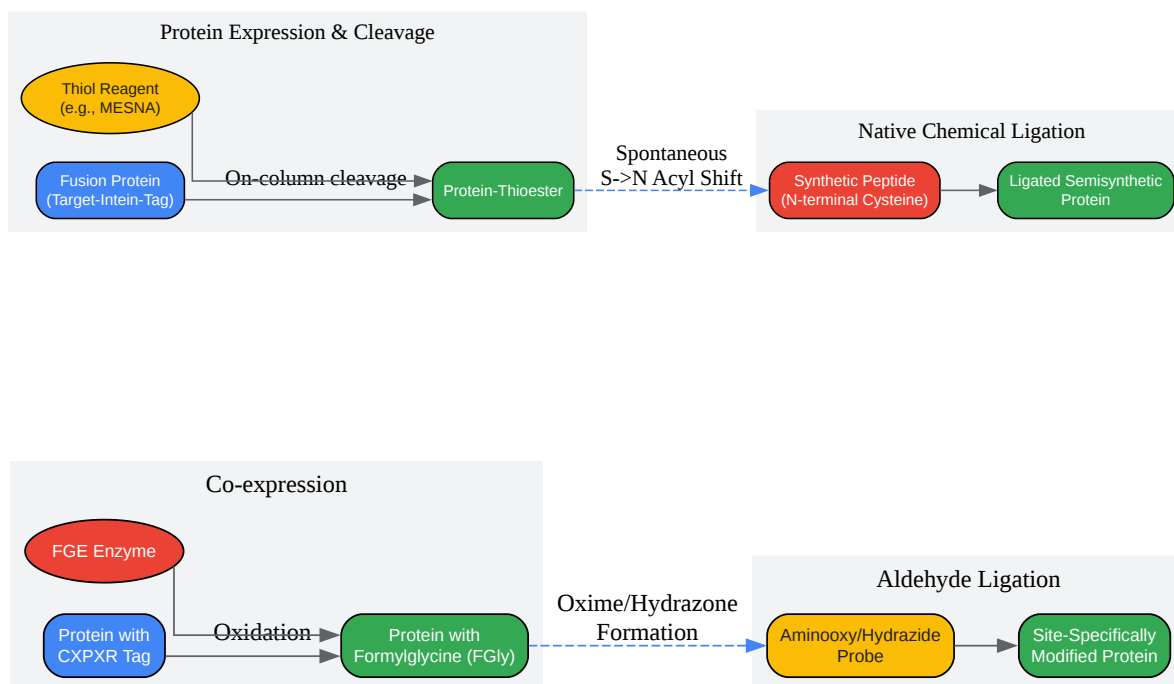 Protein Expression & Cleavage
Thiol Reagent
(e.g., MESNA)
Fusion Protein
(Target-Intein-Tag)
On-column cleavage
Protein-Thioester
Spontaneous
S->N Acyl Shift
Native Chemical Ligation
Synthetic Peptide
(N-terminal Cysteine)
Ligated Semisynthetic
Protein
Co-expression
FGE Enzyme
Protein with
CXPXR Tag
Oxidation
Protein with
Formylglycine (FGly)
Oxime/Hydrazone
Formation
Aldehyde Ligation
Aminooxy/Hydrazide
Probe
Site-Specifically
Modified Protein